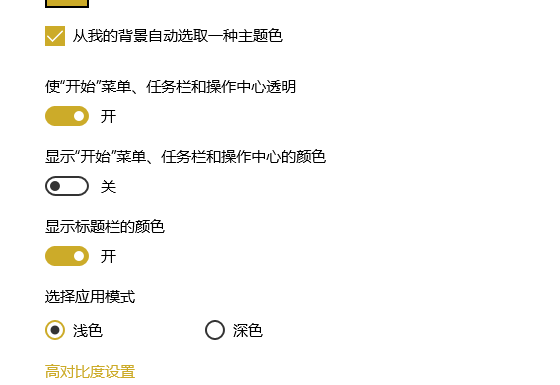 从我的背景自动选取一种主题色
使“开始”菜单、任务栏和操作中心透明
开
显示“开始”菜单、任务栏和操作中心的颜色
关
显示标题栏的颜色
开
选择应用模式
浅色 深色
高对比度设置